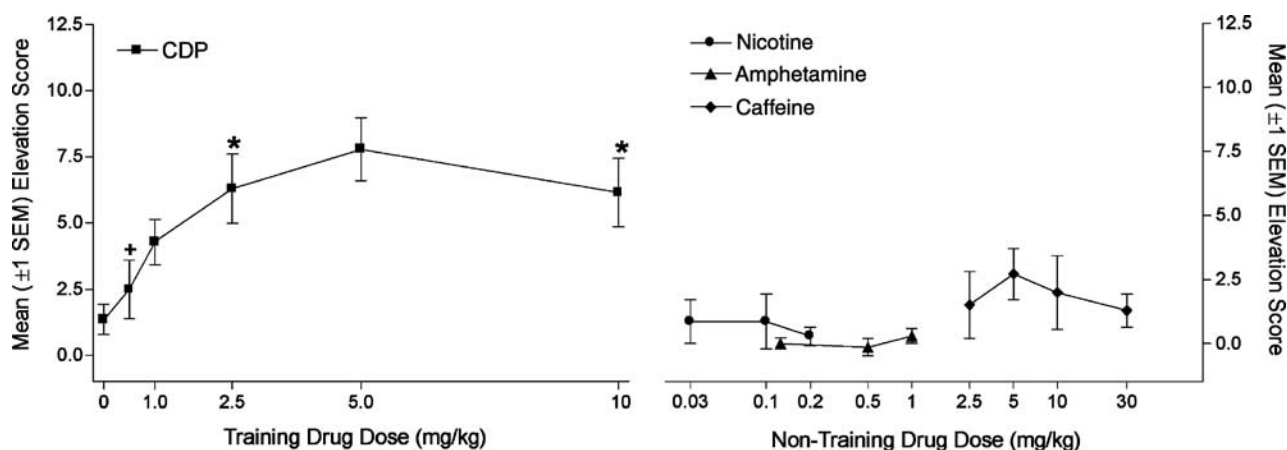 12.5
10.0
7.5
5.0
2.5
0.0
Mean (±1 SEM) Elevation Score
CDP
+
*
*
0 1.0 2.5 5.0 10
Training Drug Dose (mg/kg)
Nicotine
Amphetamine
Caffeine
0.03 0.1 0.2 0.5 1 2.5 5 10 30
Non-Training Drug Dose (mg/kg)
12.5
10.0
7.5
5.0
2.5
0.0
Mean (±1 SEM) Elevation Score